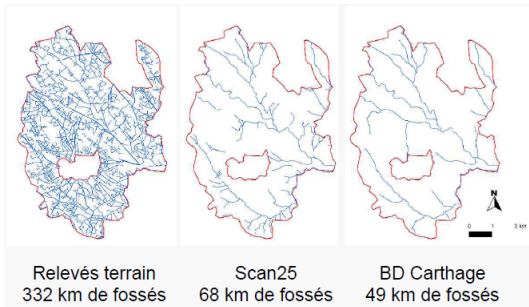 N
0 1 2 km
Relevés terrain
332 km de fossés
Scan25
68 km de fossés
BD Carthage
49 km de fossés